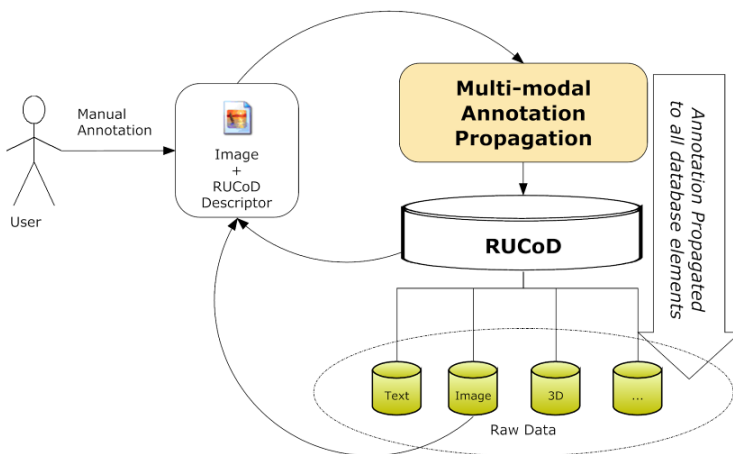 Manual
Annotation
User
Image
+
RUCoD
Descriptor
Multi-modal
Annotation
Propagation
RUCoD
Annotation Propagated
to all database elements
Text
Image
3D
...
Raw Data